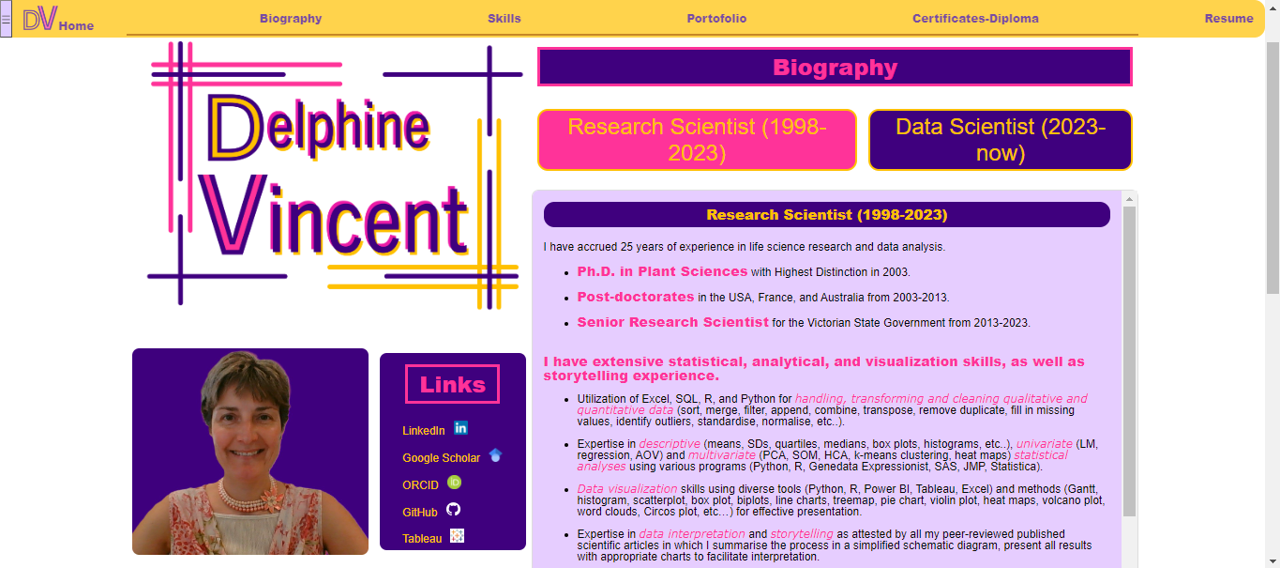 DV Home
Biography
Skills
Portofolio
Certificates-Diploma
Resume
Delphine
Vincent
Links
LinkedIn
Google Scholar
ORCID
GitHub
Tableau
Biography
Research Scientist (1998-
2023)
Data Scientist (2023-
now)
Research Scientist (1998-2023)
I have accrued 25 years of experience in life science research and data analysis.
Ph.D. in Plant Sciences with Highest Distinction in 2003.
Post-doctorates in the USA, France, and Australia from 2003-2013.
Senior Research Scientist for the Victorian State Government from 2013-2023.
I have extensive statistical, analytical, and visualization skills, as well as
storytelling experience.
Utilization of Excel, SQL, R, and Python for handling, transforming and cleaning qualitative and
quantitative data (sort, merge, filter, append, combine, transpose, remove duplicate, fill in missing
values, identify outliers, standardise, normalise, etc..).
Expertise in descriptive (means, SDs, quartiles, medians, box plots, histograms, etc..), univariate (LM,
regression, AOV) and multivariate (PCA, SOM, HCA, k-means clustering, heat maps) statistical
analyses using various programs (Python, R, Genedata Expressionist, SAS, JMP, Statistica).
Data visualization skills using diverse tools (Python, R, Power BI, Tableau, Excel) and methods (Gantt,
histogram, scatterplot, box plot, biplots, line charts, treemap, pie chart, violin plot, heat maps, volcano plot,
word clouds, Circos plot, etc…) for effective presentation.
Expertise in data interpretation and storytelling as attested by all my peer-reviewed published
scientific articles in which I summarise the process in a simplified schematic diagram, present all results
with appropriate charts to facilitate interpretation.